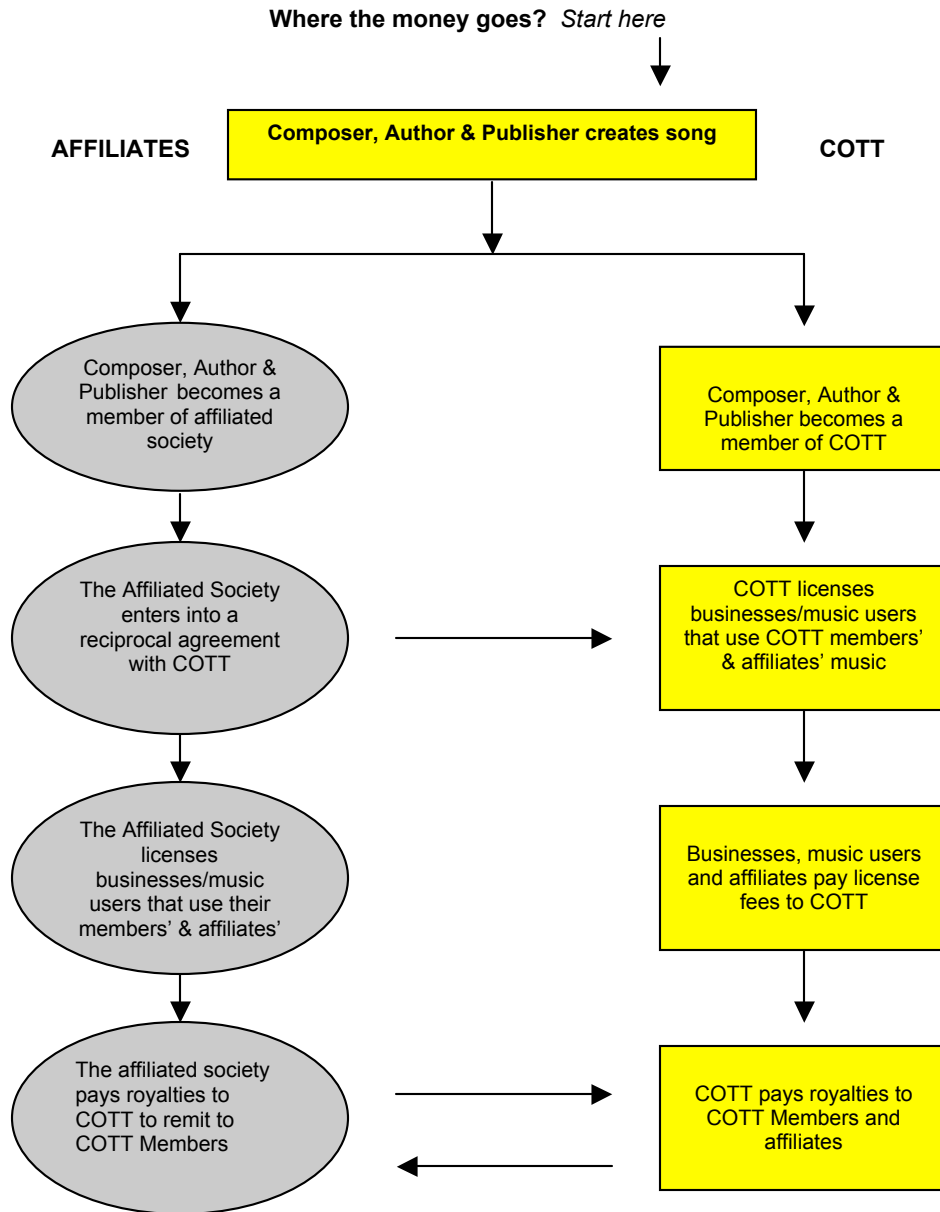 Where the money goes? Start here
AFFILIATES
Composer, Author & Publisher creates song
COTT
Composer, Author &
Publisher becomes a
member of affiliated
society
Composer, Author &
Publisher becomes a
member of COTT
The Affiliated Society
enters into a
reciprocal agreement
with COTT
COTT licenses
businesses/music users
that use COTT members’
& affiliates’ music
The Affiliated Society
licenses
businesses/music
users that use their
members’ & affiliates’
Businesses, music users
and affiliates pay license
fees to COTT
The affiliated society
pays royalties to
COTT to remit to
COTT Members
COTT pays royalties to
COTT Members and
affiliates